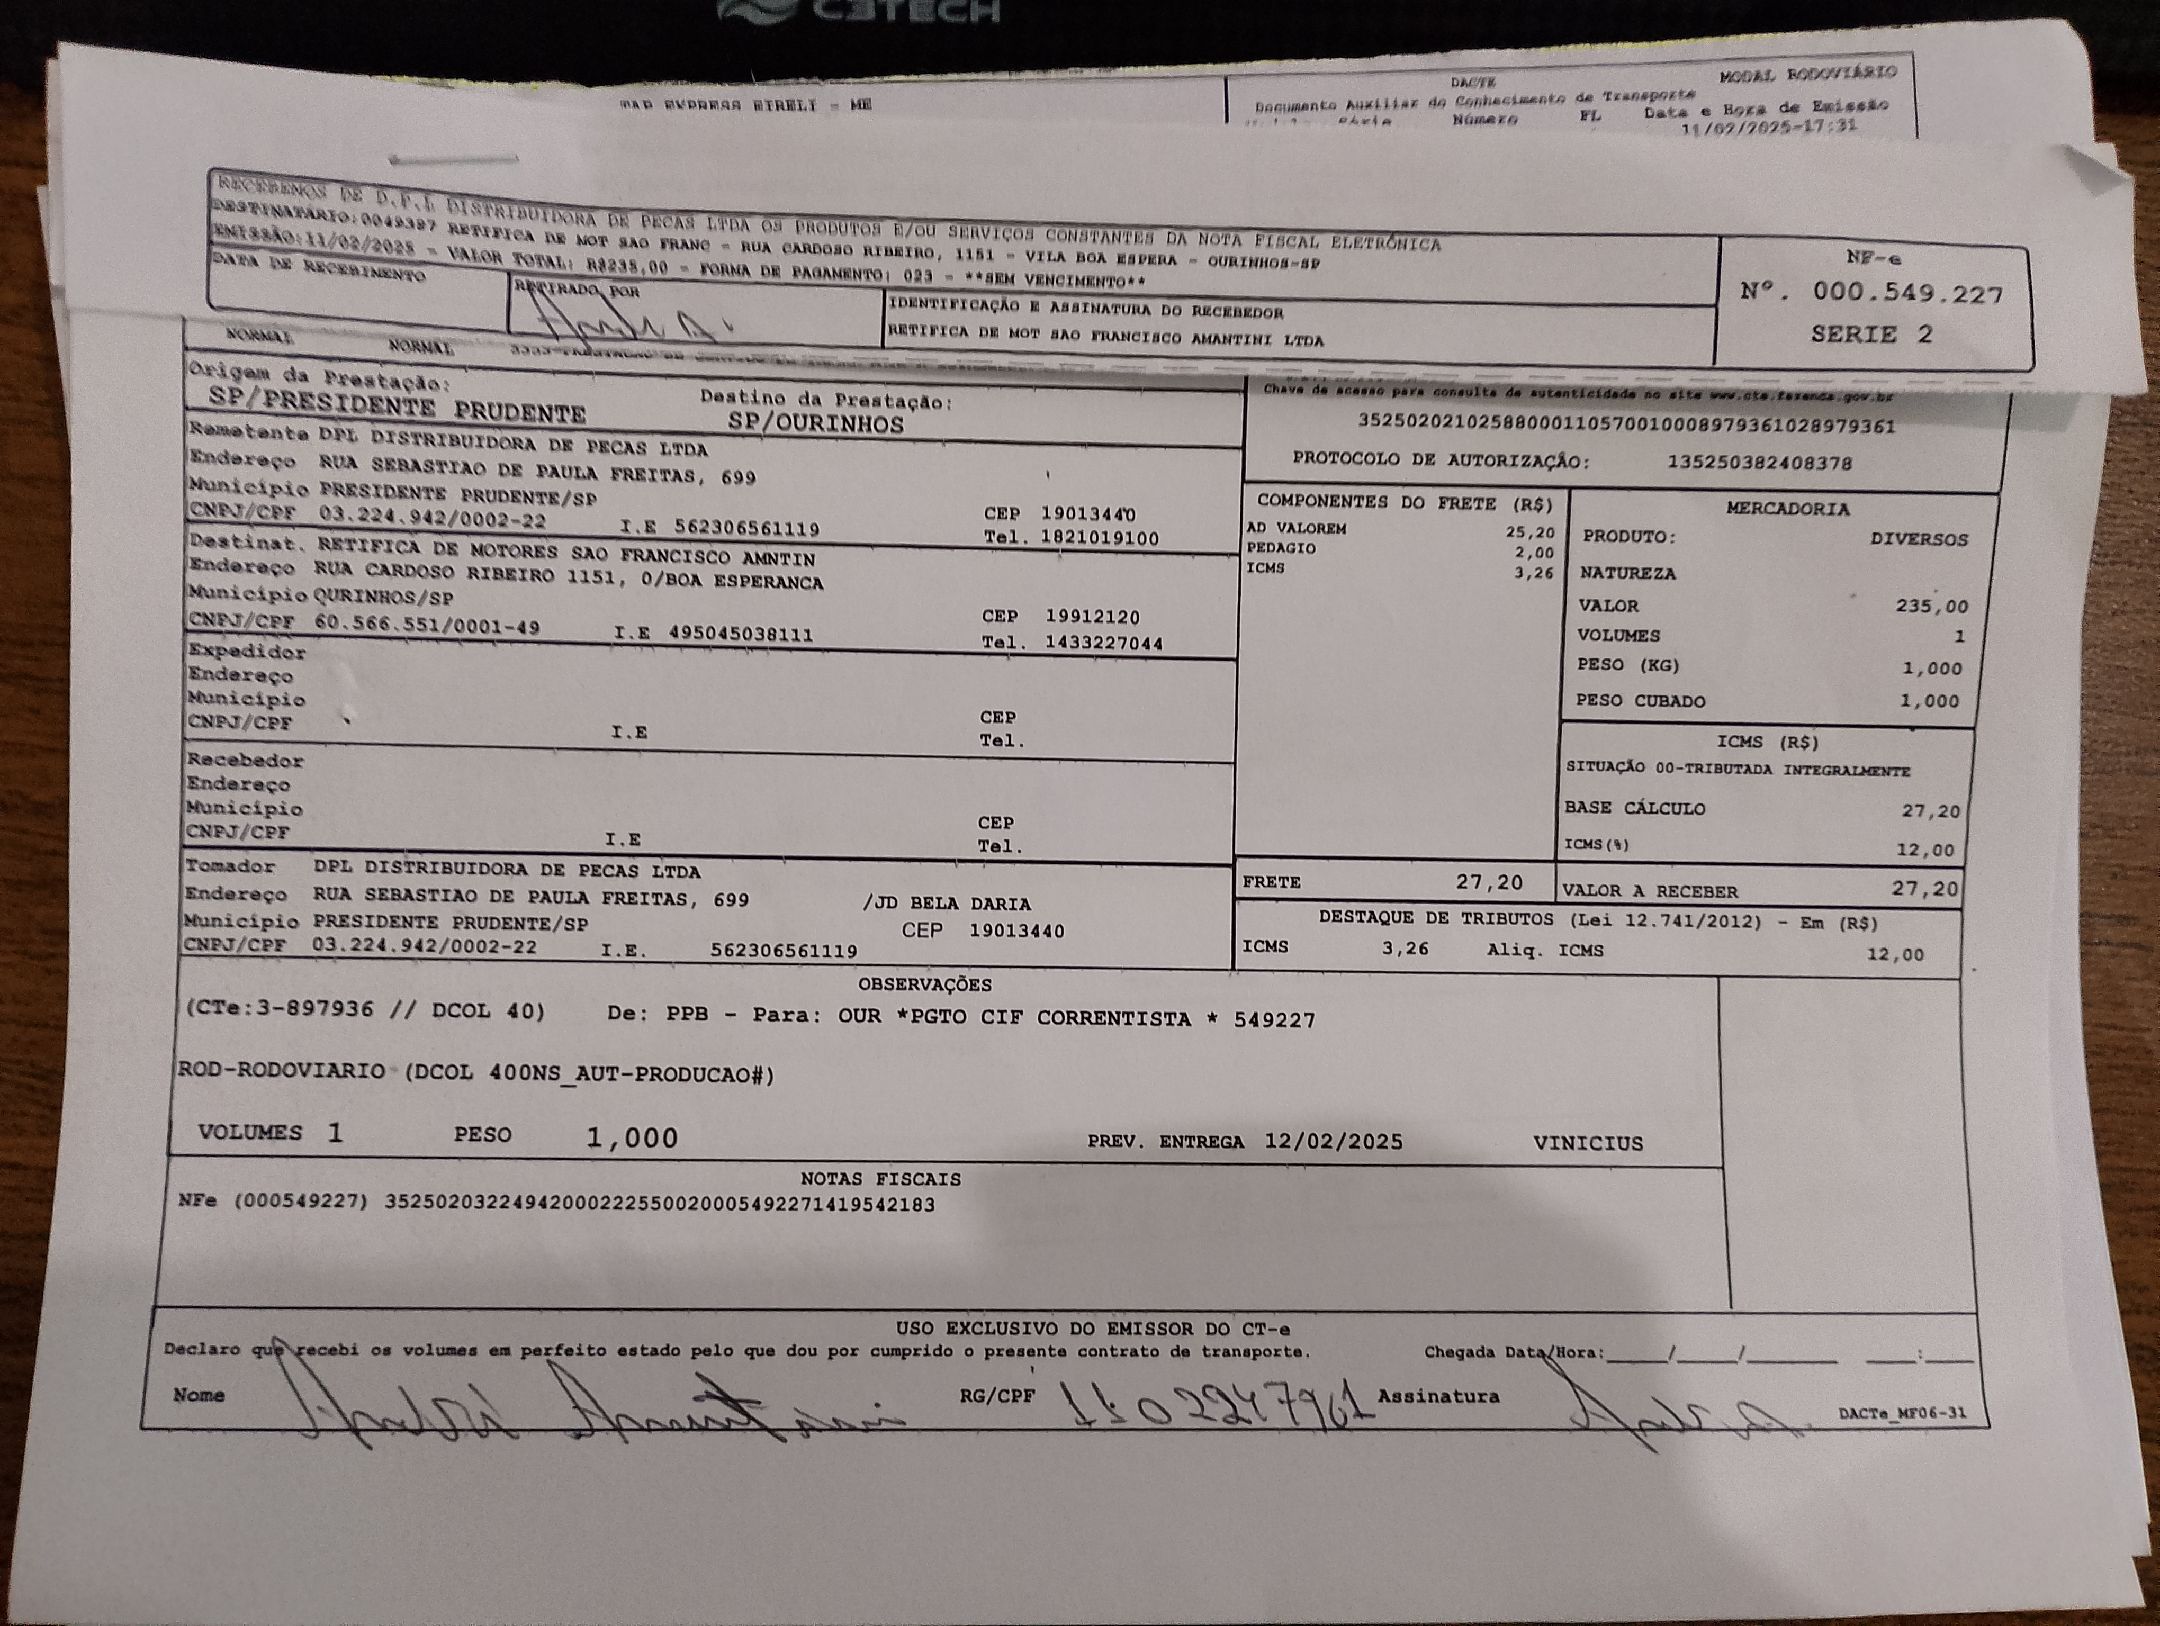 C3TECH
TAP EXPRESS EIRELI - ME
DACTE
MODAL RODOVIÁRIO
Documento Auxiliar do Conhecimento de Transporte
Série Número FL Data e Hora de Emissão
11/02/2025-17:31
RECEBEMOS DE D.P.L DISTRIBUIDORA DE PECAS LTDA OS PRODUTOS E/OU SERVIÇOS CONSTANTES DA NOTA FISCAL ELETRÔNICA
DESTINATÁRIO:0049387 RETIFICA DE MOT SAO FRANC - RUA CARDOSO RIBEIRO, 1151 - VILA BOA ESPERA - OURINHOS-SP
EMISSÃO:11/02/2025 - VALOR TOTAL: R$235,00 - FORMA DE PAGAMENTO: 023 - **SEM VENCIMENTO**
DATA DE RECEBIMENTO
RETIRADO POR
IDENTIFICAÇÃO E ASSINATURA DO RECEBEDOR
RETIFICA DE MOT SAO FRANCISCO AMANTINI LTDA
NF-e
Nº. 000.549.227
SERIE 2
NORMAL NORMAL
Origem da Prestação: Destino da Prestação:
SP/PRESIDENTE PRUDENTE SP/OURINHOS
Chave de acesso para consulta de autenticidade no site www.cte.fazenda.gov.br
35250202102588000110570010008979361028979361
PROTOCOLO DE AUTORIZAÇÃO: 135250382408378
Remetente DPL DISTRIBUIDORA DE PECAS LTDA
Endereço RUA SEBASTIAO DE PAULA FREITAS, 699
Município PRESIDENTE PRUDENTE/SP CEP 19013440
CNPJ/CPF 03.224.942/0002-22 I.E 562306561119 Tel. 1821019100
Destinat. RETIFICA DE MOTORES SAO FRANCISCO AMNTIN
Endereço RUA CARDOSO RIBEIRO 1151, 0/BOA ESPERANCA
Município OURINHOS/SP CEP 19912120
CNPJ/CPF 60.566.551/0001-49 I.E 495045038111 Tel. 1433227044
Expedidor
Endereço
Município CEP
CNPJ/CPF I.E Tel.
Recebedor
Endereço
Município CEP
CNPJ/CPF I.E Tel.
Tomador DPL DISTRIBUIDORA DE PECAS LTDA
Endereço RUA SEBASTIAO DE PAULA FREITAS, 699 /JD BELA DARIA
Município PRESIDENTE PRUDENTE/SP CEP 19013440
CNPJ/CPF 03.224.942/0002-22 I.E. 562306561119
COMPONENTES DO FRETE (R$)
AD VALOREM 25,20
PEDAGIO 2,00
ICMS 3,26
MERCADORIA
PRODUTO: DIVERSOS
NATUREZA
VALOR 235,00
VOLUMES 1
PESO (KG) 1,000
PESO CUBADO 1,000
ICMS (R$)
SITUAÇÃO 00-TRIBUTADA INTEGRALMENTE
BASE CÁLCULO 27,20
ICMS(%) 12,00
FRETE 27,20 VALOR A RECEBER 27,20
DESTAQUE DE TRIBUTOS (Lei 12.741/2012) - Em (R$)
ICMS 3,26 Aliq. ICMS 12,00
OBSERVAÇÕES
(CTe:3-897936 // DCOL 40) De: PPB - Para: OUR *PGTO CIF CORRENTISTA * 549227
ROD-RODOVIARIO (DCOL 400NS_AUT-PRODUCAO#)
VOLUMES 1 PESO 1,000 PREV. ENTREGA 12/02/2025 VINICIUS
NOTAS FISCAIS
NFe (000549227) 35250203224942000222550020005492271419542183
USO EXCLUSIVO DO EMISSOR DO CT-e
Declaro que recebi os volumes em perfeito estado pelo que dou por cumprido o presente contrato de transporte. Chegada Data/Hora:____/____/______ ___:___
Nome RG/CPF 1102247961 Assinatura
DACTe_MF06-31